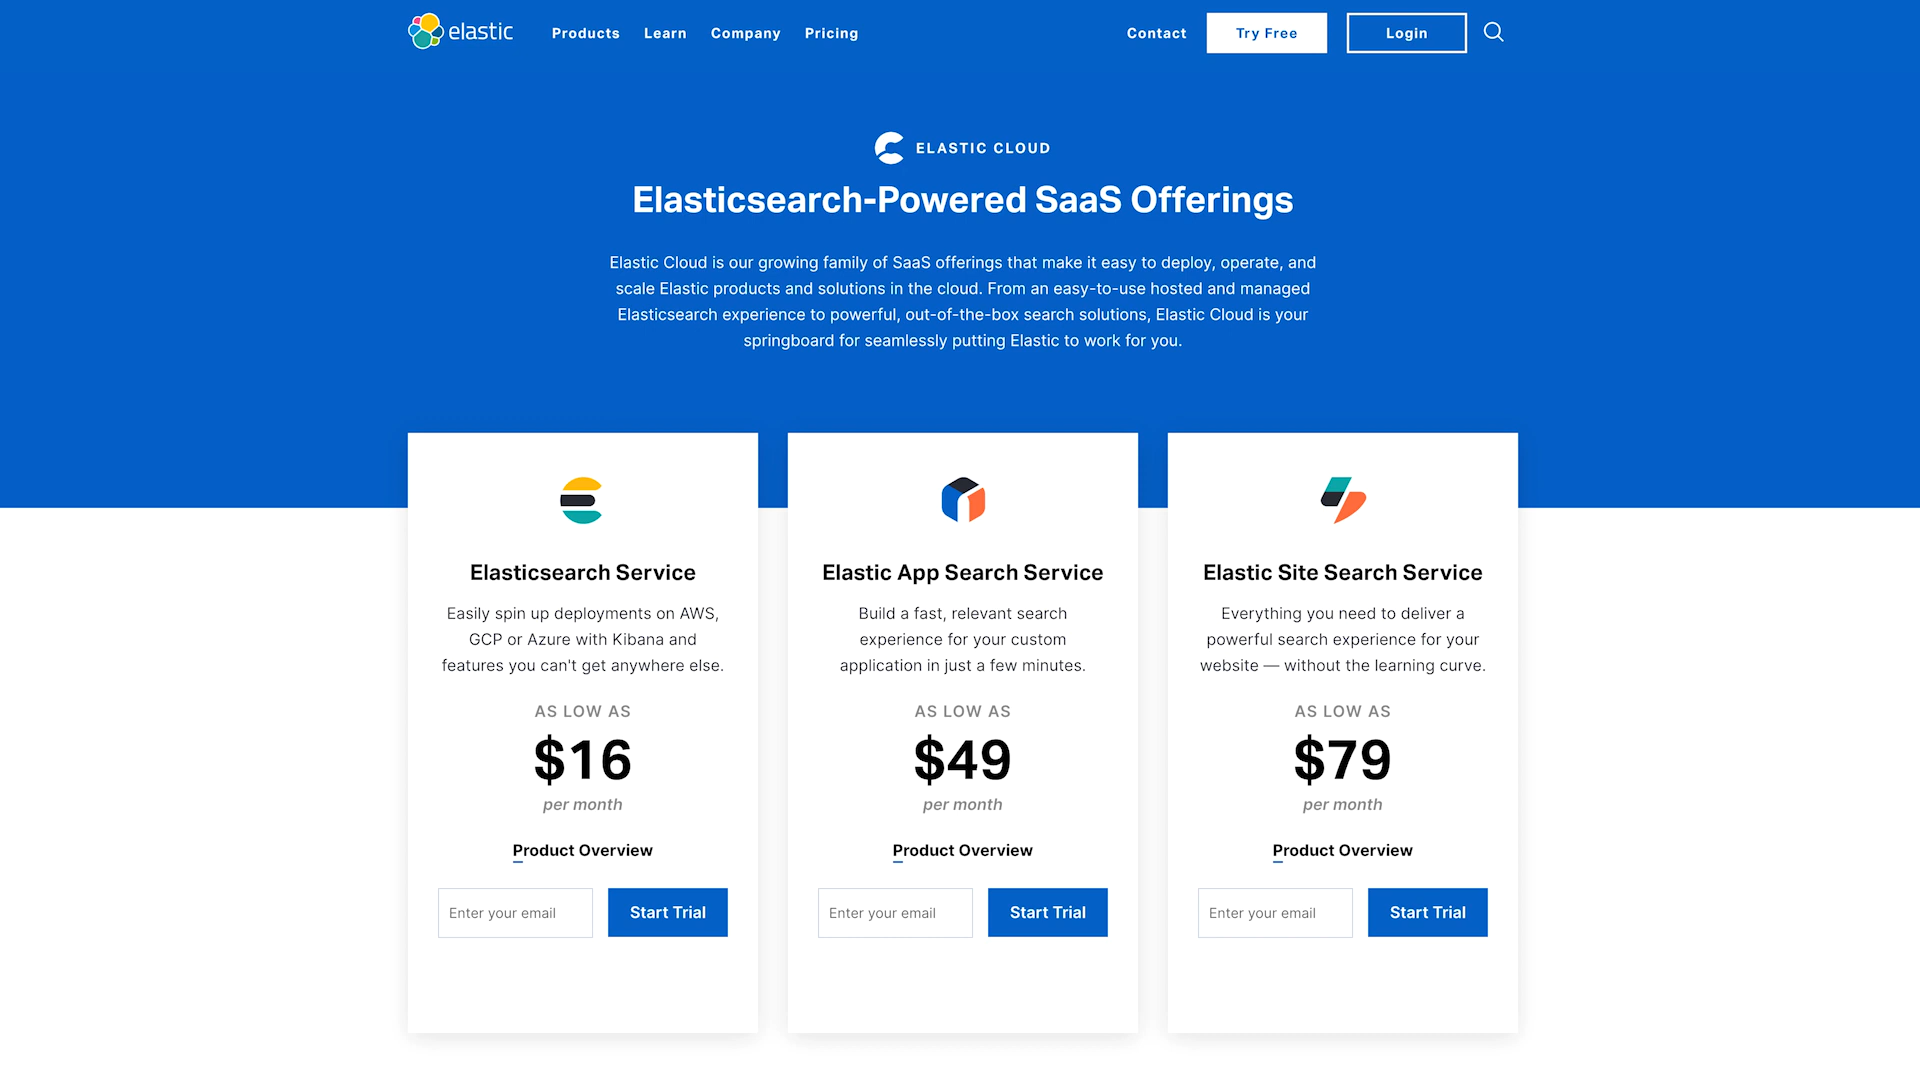 elastic
Products Learn Company Pricing Contact Try Free Login
ELASTIC CLOUD
Elasticsearch-Powered SaaS Offerings
Elastic Cloud is our growing family of SaaS offerings that make it easy to deploy, operate, and
scale Elastic products and solutions in the cloud. From an easy-to-use hosted and managed
Elasticsearch experience to powerful, out-of-the-box search solutions, Elastic Cloud is your
springboard for seamlessly putting Elastic to work for you.
Elasticsearch Service
Easily spin up deployments on AWS,
GCP or Azure with Kibana and
features you can't get anywhere else.
AS LOW AS
$16
per month
Product Overview
Enter your email Start Trial
Elastic App Search Service
Build a fast, relevant search
experience for your custom
application in just a few minutes.
AS LOW AS
$49
per month
Product Overview
Enter your email Start Trial
Elastic Site Search Service
Everything you need to deliver a
powerful search experience for your
website — without the learning curve.
AS LOW AS
$79
per month
Product Overview
Enter your email Start Trial